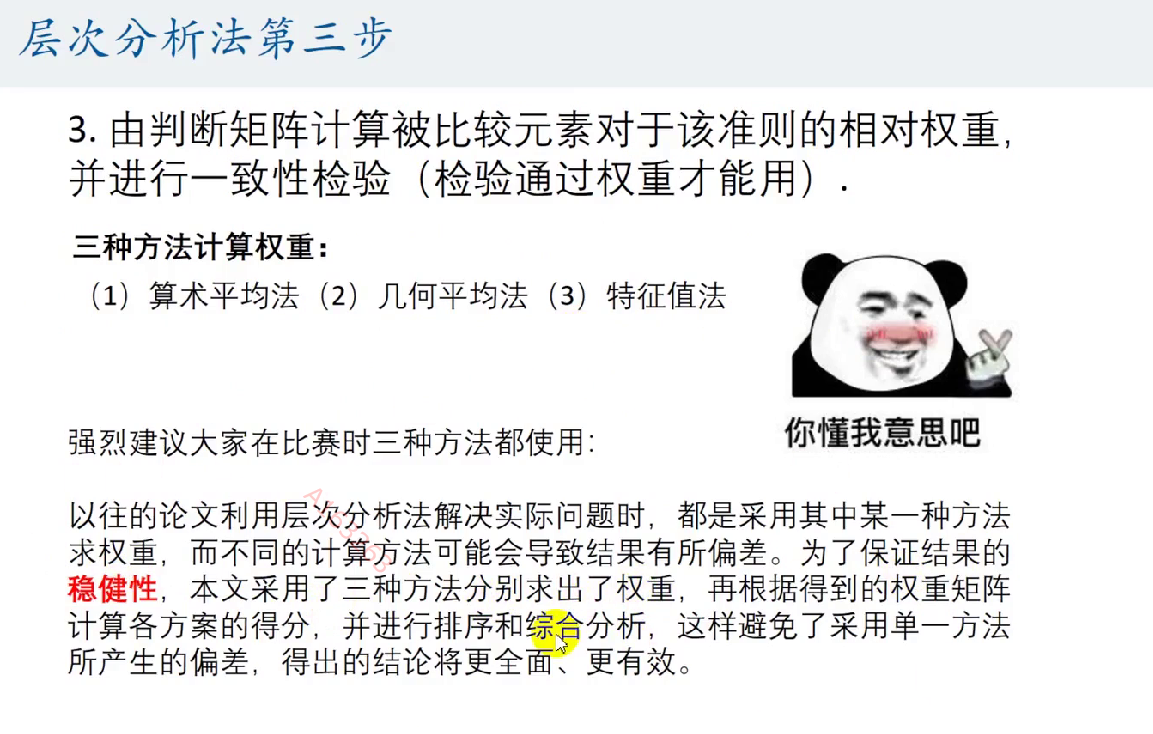 层次分析法第三步
3. 由判断矩阵计算被比较元素对于该准则的相对权重,
并进行一致性检验（检验通过权重才能用）.
三种方法计算权重：
（1）算术平均法（2）几何平均法（3）特征值法
你懂我意思吧
强烈建议大家在比赛时三种方法都使用：
以往的论文利用层次分析法解决实际问题时，都是采用其中某一种方法
求权重，而不同的计算方法可能会导致结果有所偏差。为了保证结果的
稳健性，本文采用了三种方法分别求出了权重，再根据得到的权重矩阵
计算各方案的得分，并进行排序和综合分析，这样避免了采用单一方法
所产生的偏差，得出的结论将更全面、更有效。